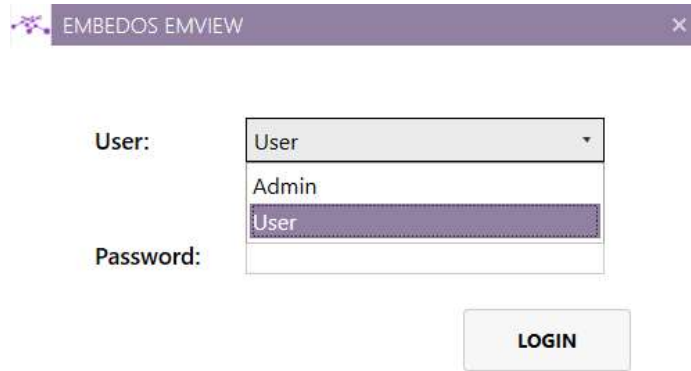 EMBEDOS EMVIEW ×
User: User
Admin
User
Password:
LOGIN